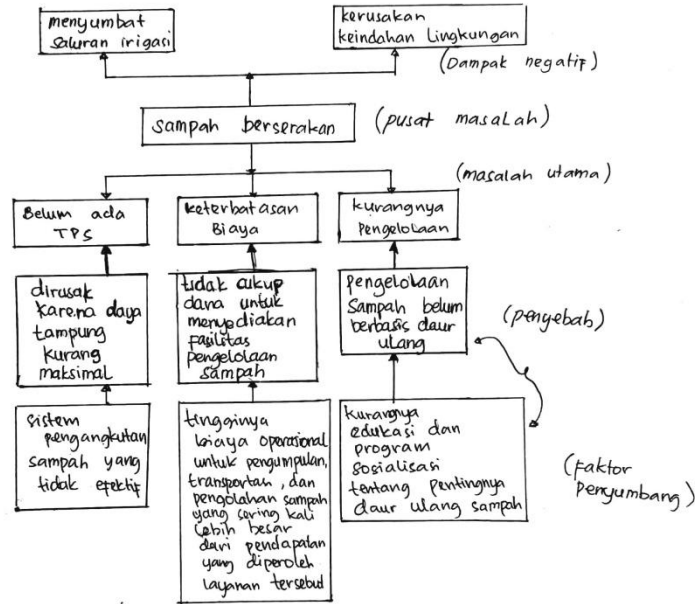 menyumbat
saluran irigasi
kerusakan
keindahan Lingkungan
(Dampak negatif)
sampah berserakan
(pusat masalah)
(masalah utama)
Belum ada
TPS
keterbatasan
Biaya
kurangnya
Pengelolaan
dirusak
karena daya
tampung
kurang
maksimal
tidak cukup
dana untuk
menyediakan
fasilitas
pengelolaan
sampah
pengelolaan
Sampah belum
berbasis daur
ulang
(penyebab)
sistem
pengangkutan
sampah yang
tidak efektif
tingginya
biaya operasional
untuk pengumpulan,
transportasi, dan
pengolahan sampah
yang sering kali
lebih besar
dari pendapatan
yang diperoleh
layanan tersebut
Kurangnya
edukasi dan
program
sosialisasi
tentang pentingnya
daur ulang sampah
(Faktor
Penyumbang)